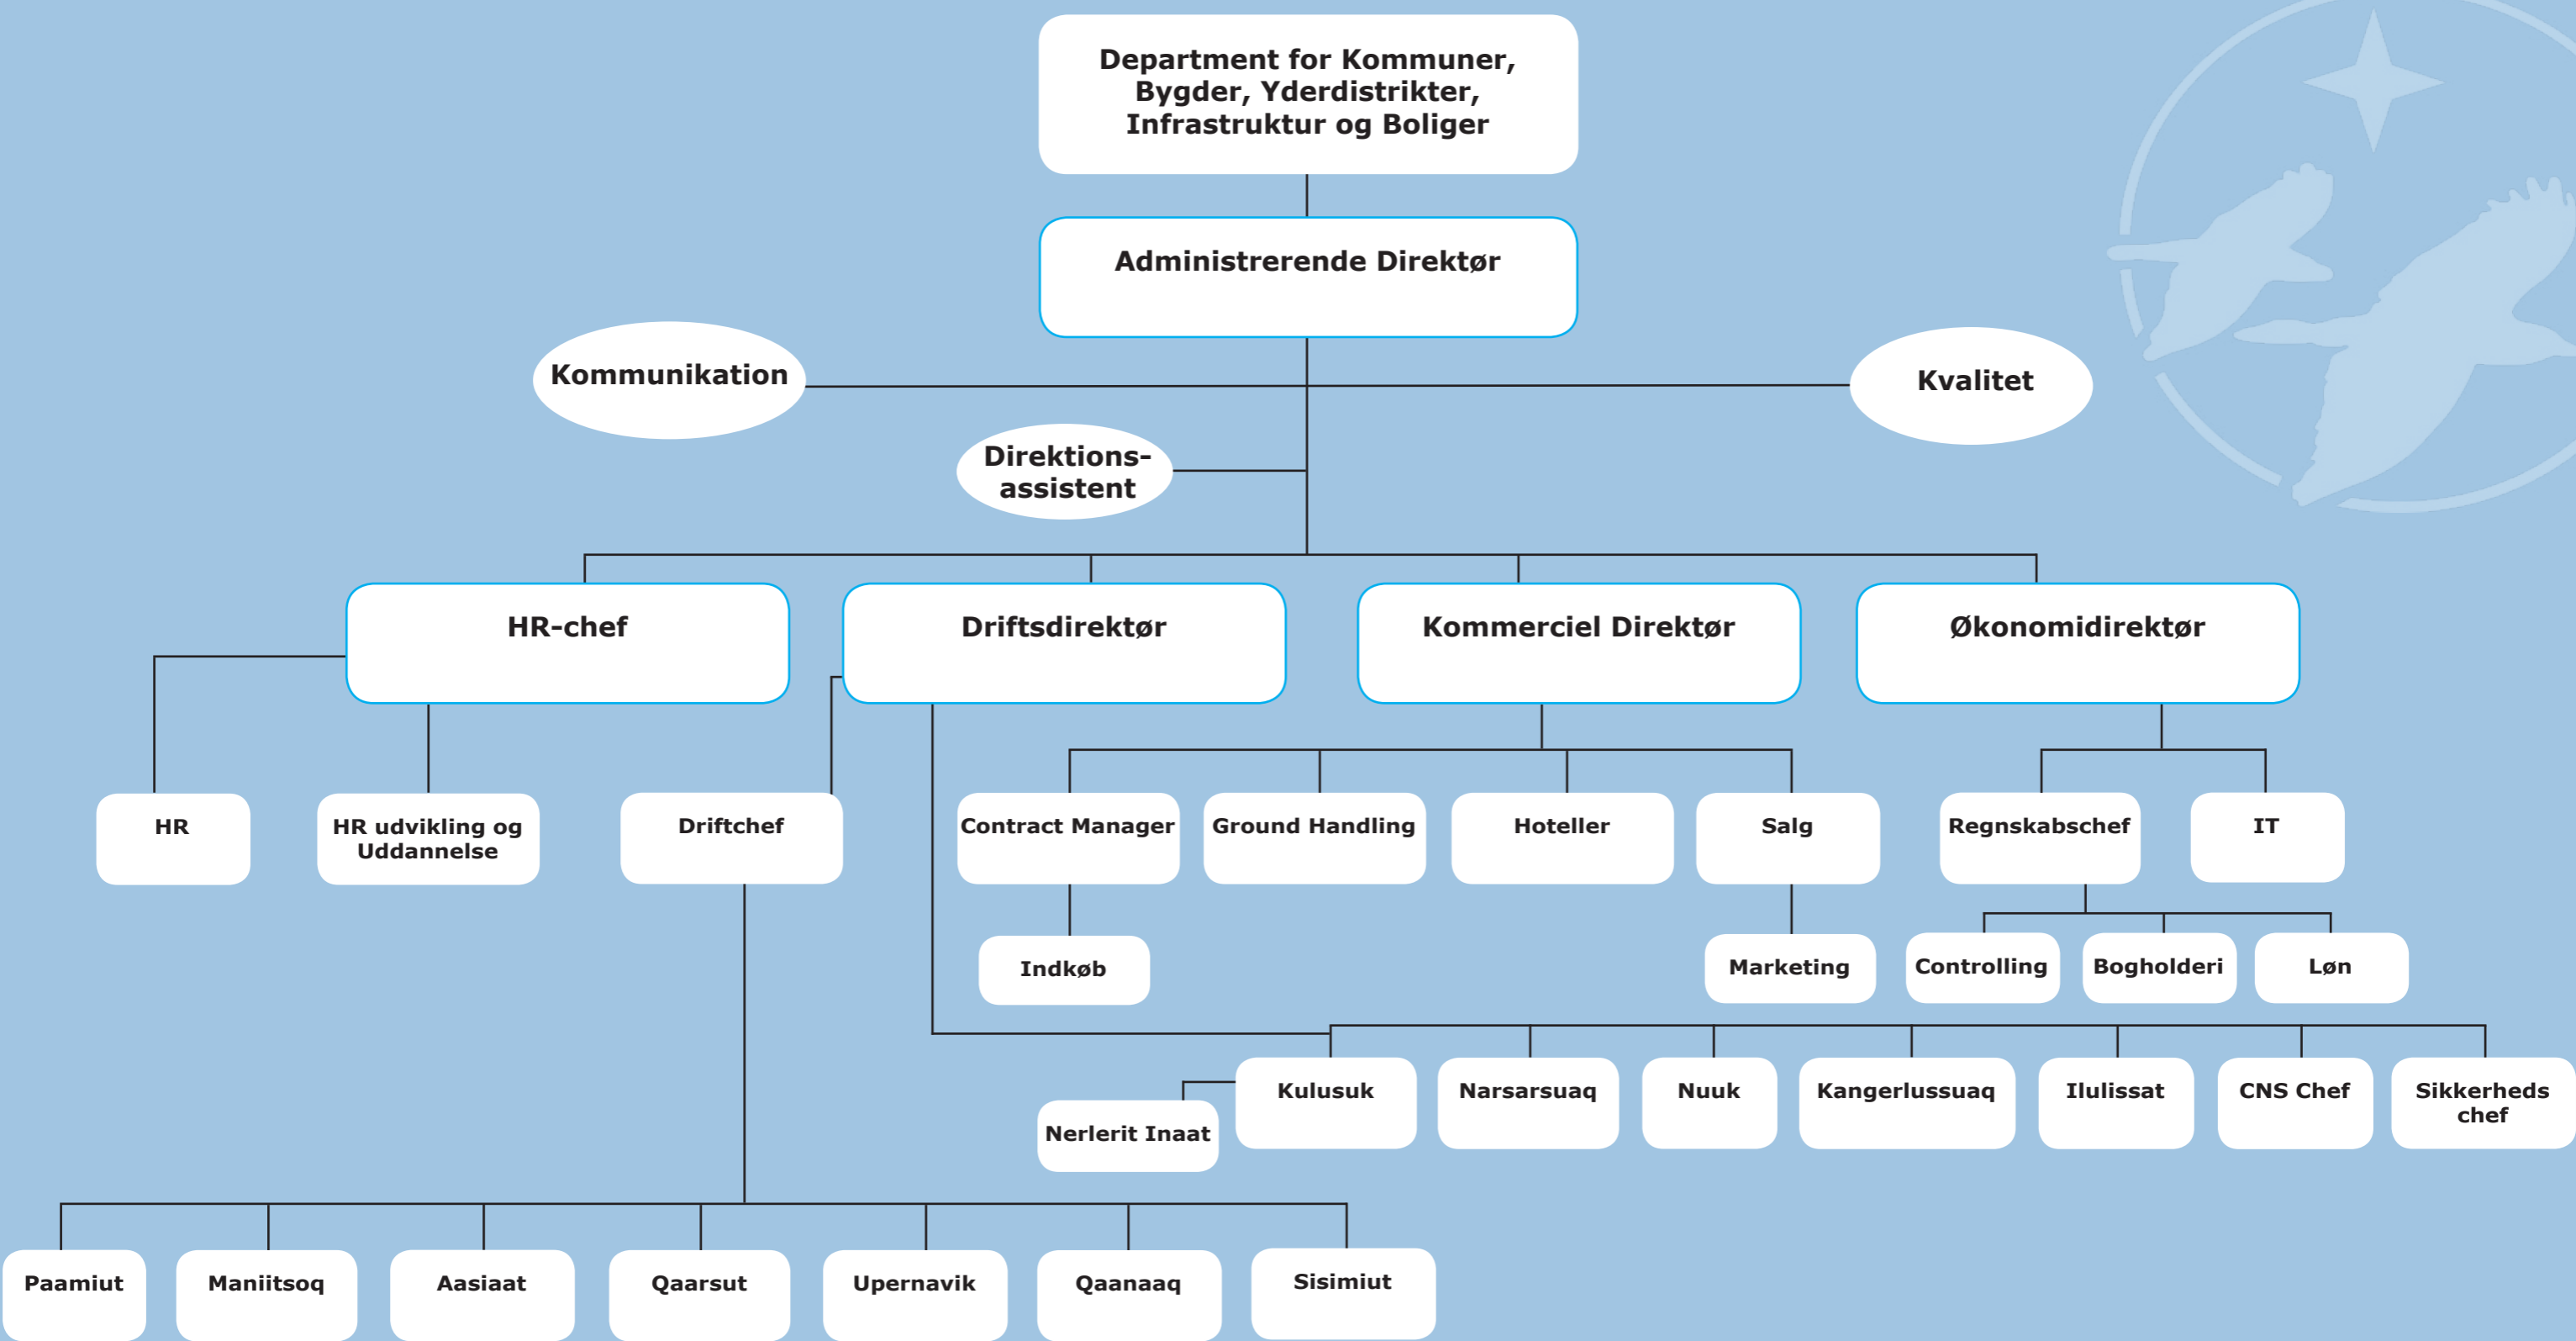 Department for Kommuner,
Bygder, Yderdistrikter,
Infrastruktur og Boliger
Administrerende Direktør
Kommunikation
Kvalitet
Direktions-
assistent
HR-chef
Driftsdirektør
Kommerciel Direktør
Økonomidirektør
HR
HR udvikling og
Uddannelse
Driftchef
Contract Manager
Ground Handling
Hoteller
Salg
Regnskabschef
IT
Indkøb
Marketing
Controlling
Bogholderi
Løn
Kulusuk
Narsarsuaq
Nuuk
Kangerlussuaq
Ilulissat
CNS Chef
Sikkerheds
chef
Nerlerit Inaat
Paamiut
Maniitsoq
Aasiaat
Qaarsut
Upernavik
Qaanaaq
Sisimiut